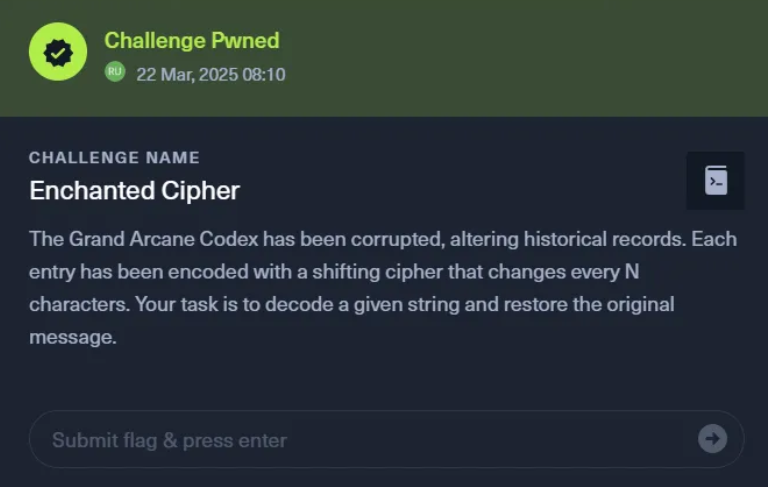 Challenge Pwned
RU 22 Mar, 2025 08:10
CHALLENGE NAME
Enchanted Cipher
The Grand Arcane Codex has been corrupted, altering historical records. Each
entry has been encoded with a shifting cipher that changes every N
characters. Your task is to decode a given string and restore the original
message.
Submit flag & press enter